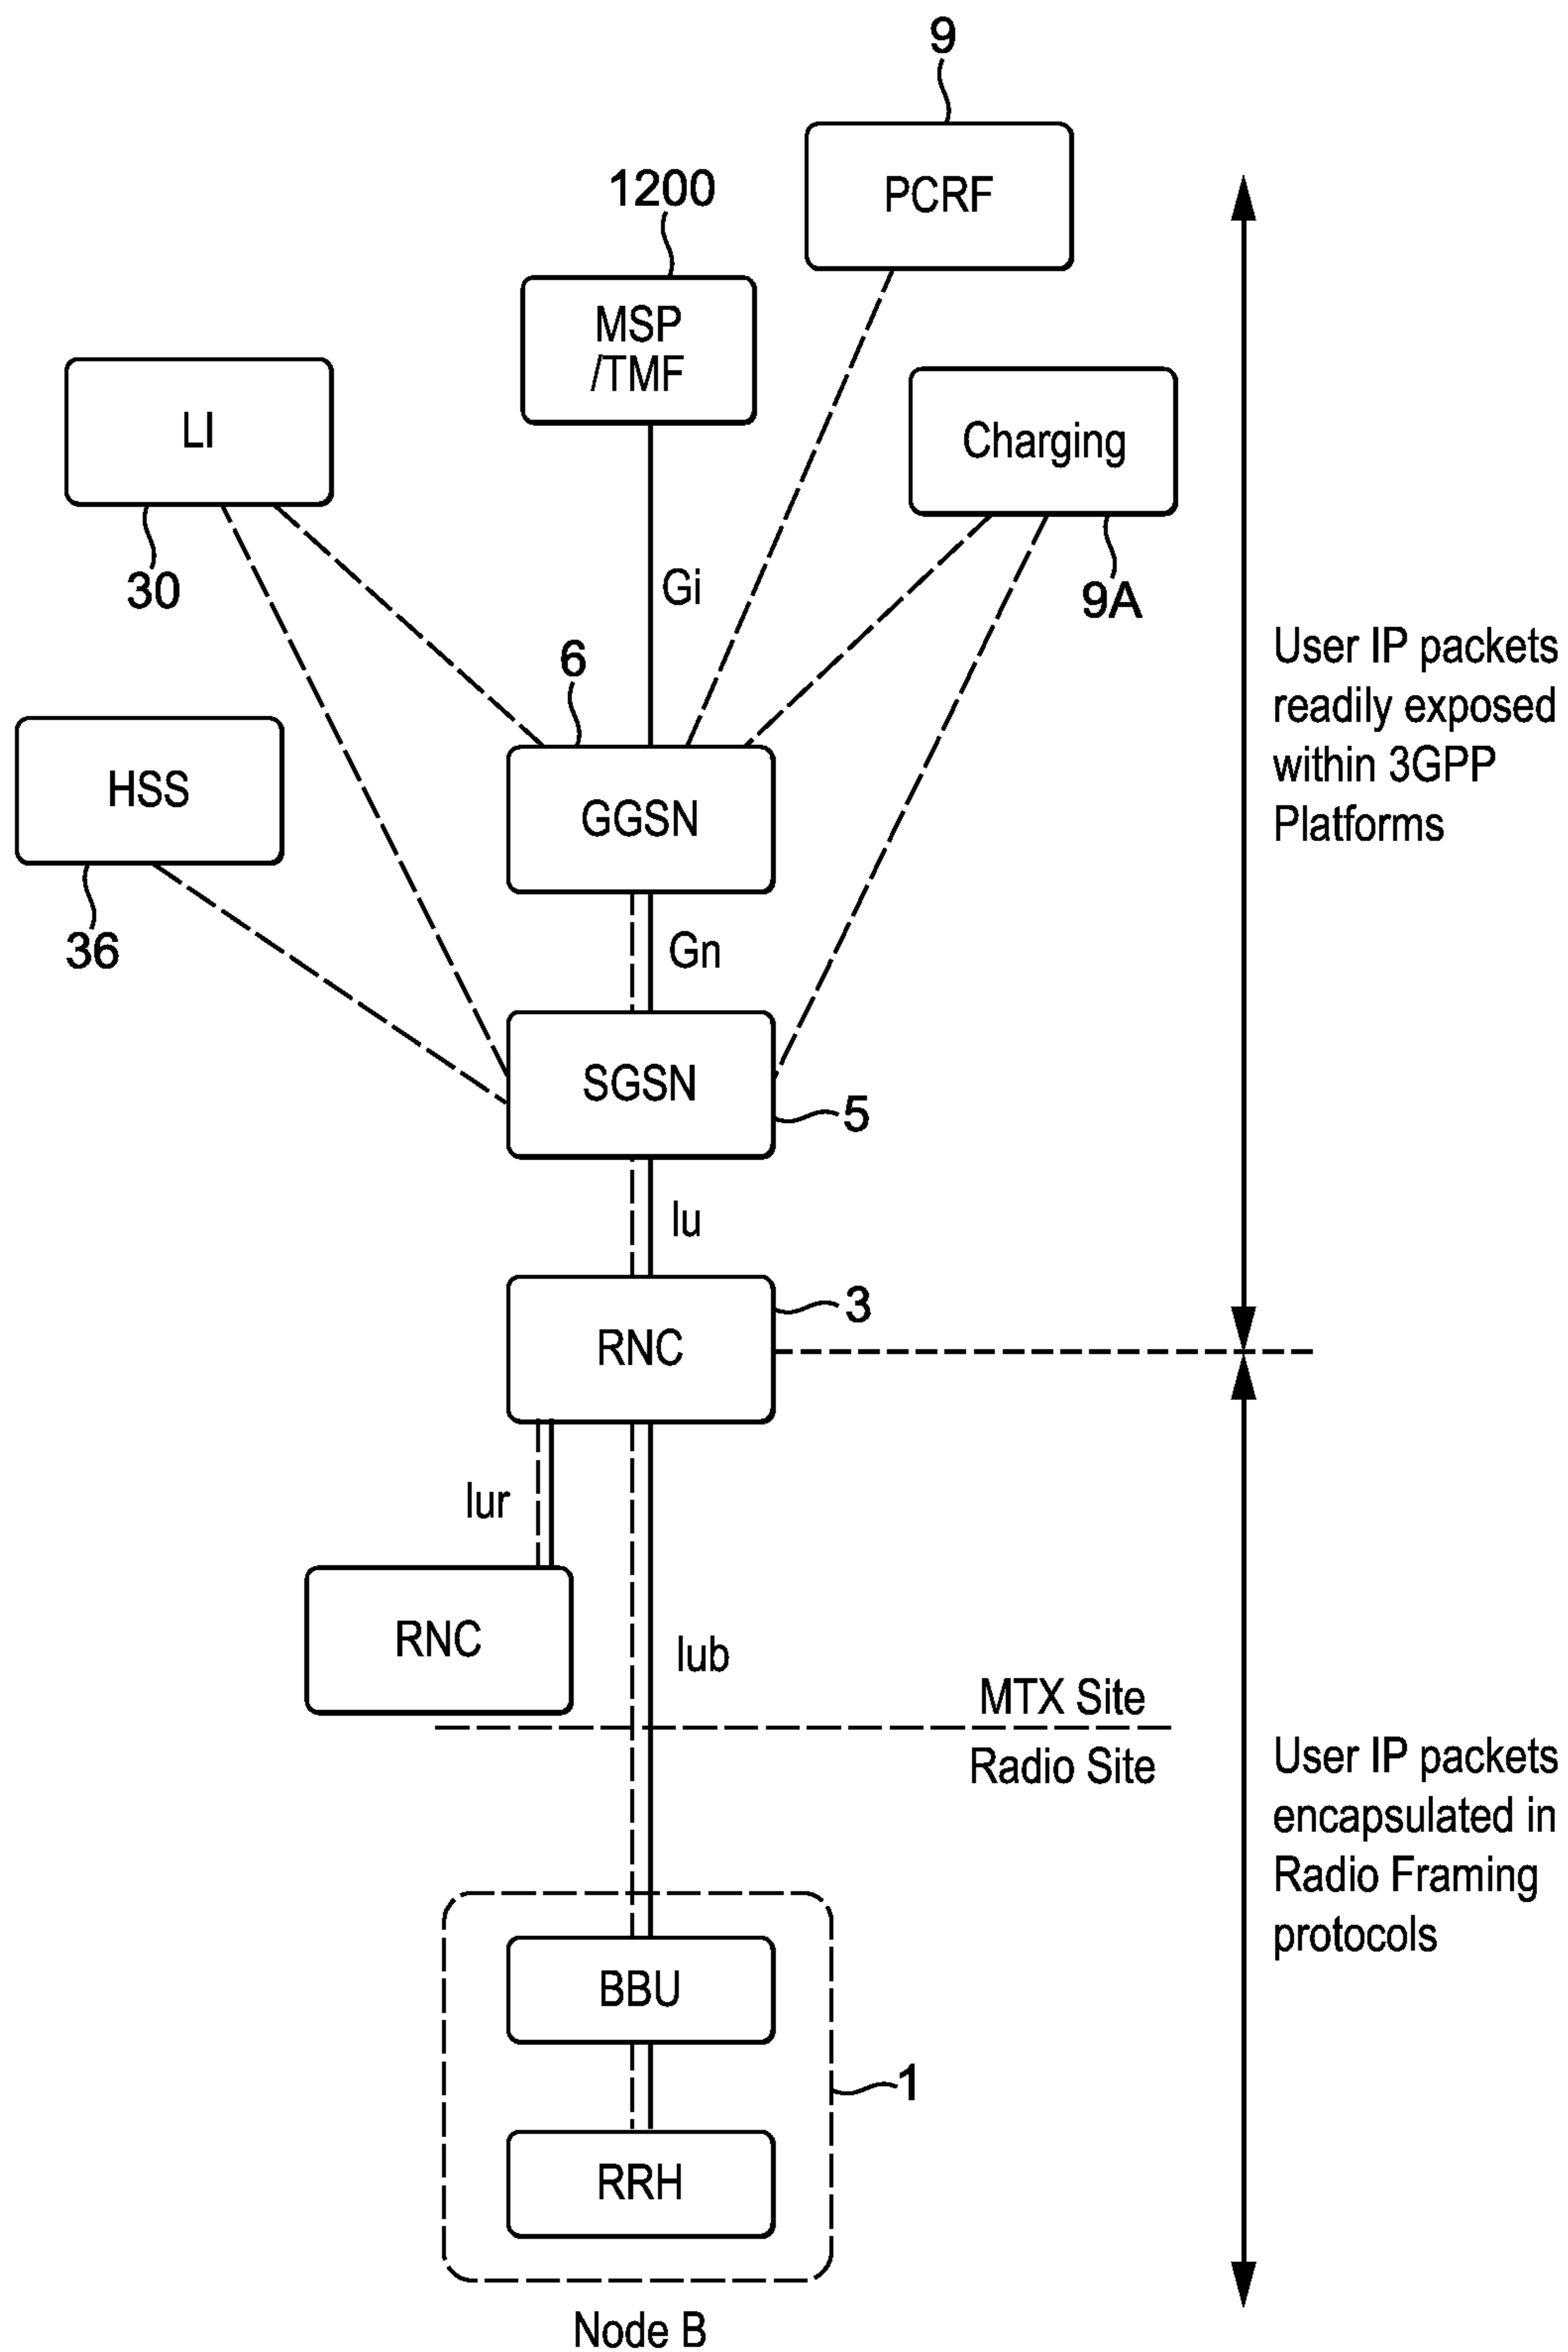 9
PCRF
1200
MSP
/TMF
LI
30
Charging
9A
Gi
6
User IP packets
readily exposed
within 3GPP
Platforms
HSS
36
GGSN
Gn
SGSN
5
Iu
3
RNC
Iur
RNC
Iub
MTX Site
Radio Site
User IP packets
encapsulated in
Radio Framing
protocols
BBU
1
RRH
Node B